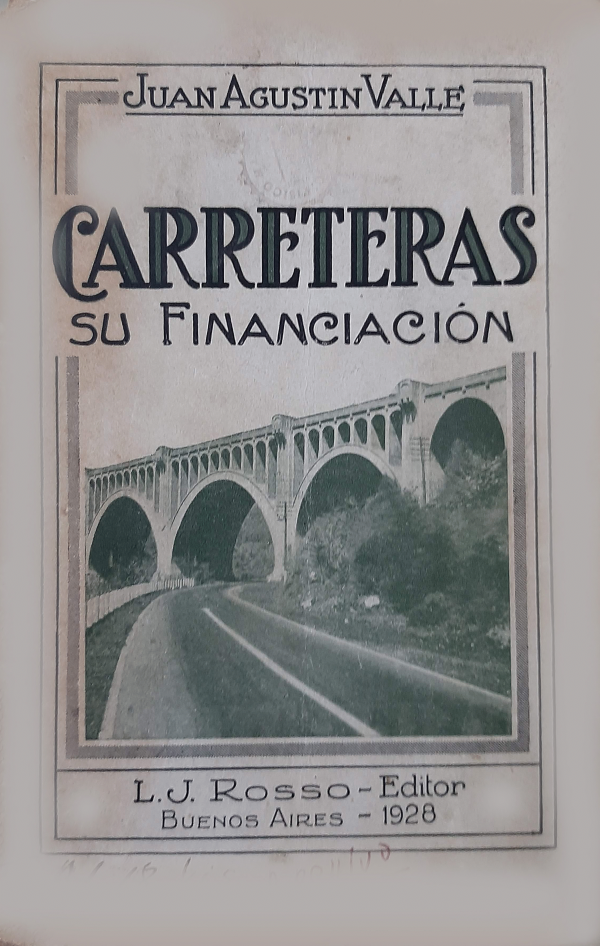 JUAN AGUSTIN VALLE
CARRETERAS
SU FINANCIACIÓN
L. J. ROSSO - Editor
BUENOS AIRES - 1928